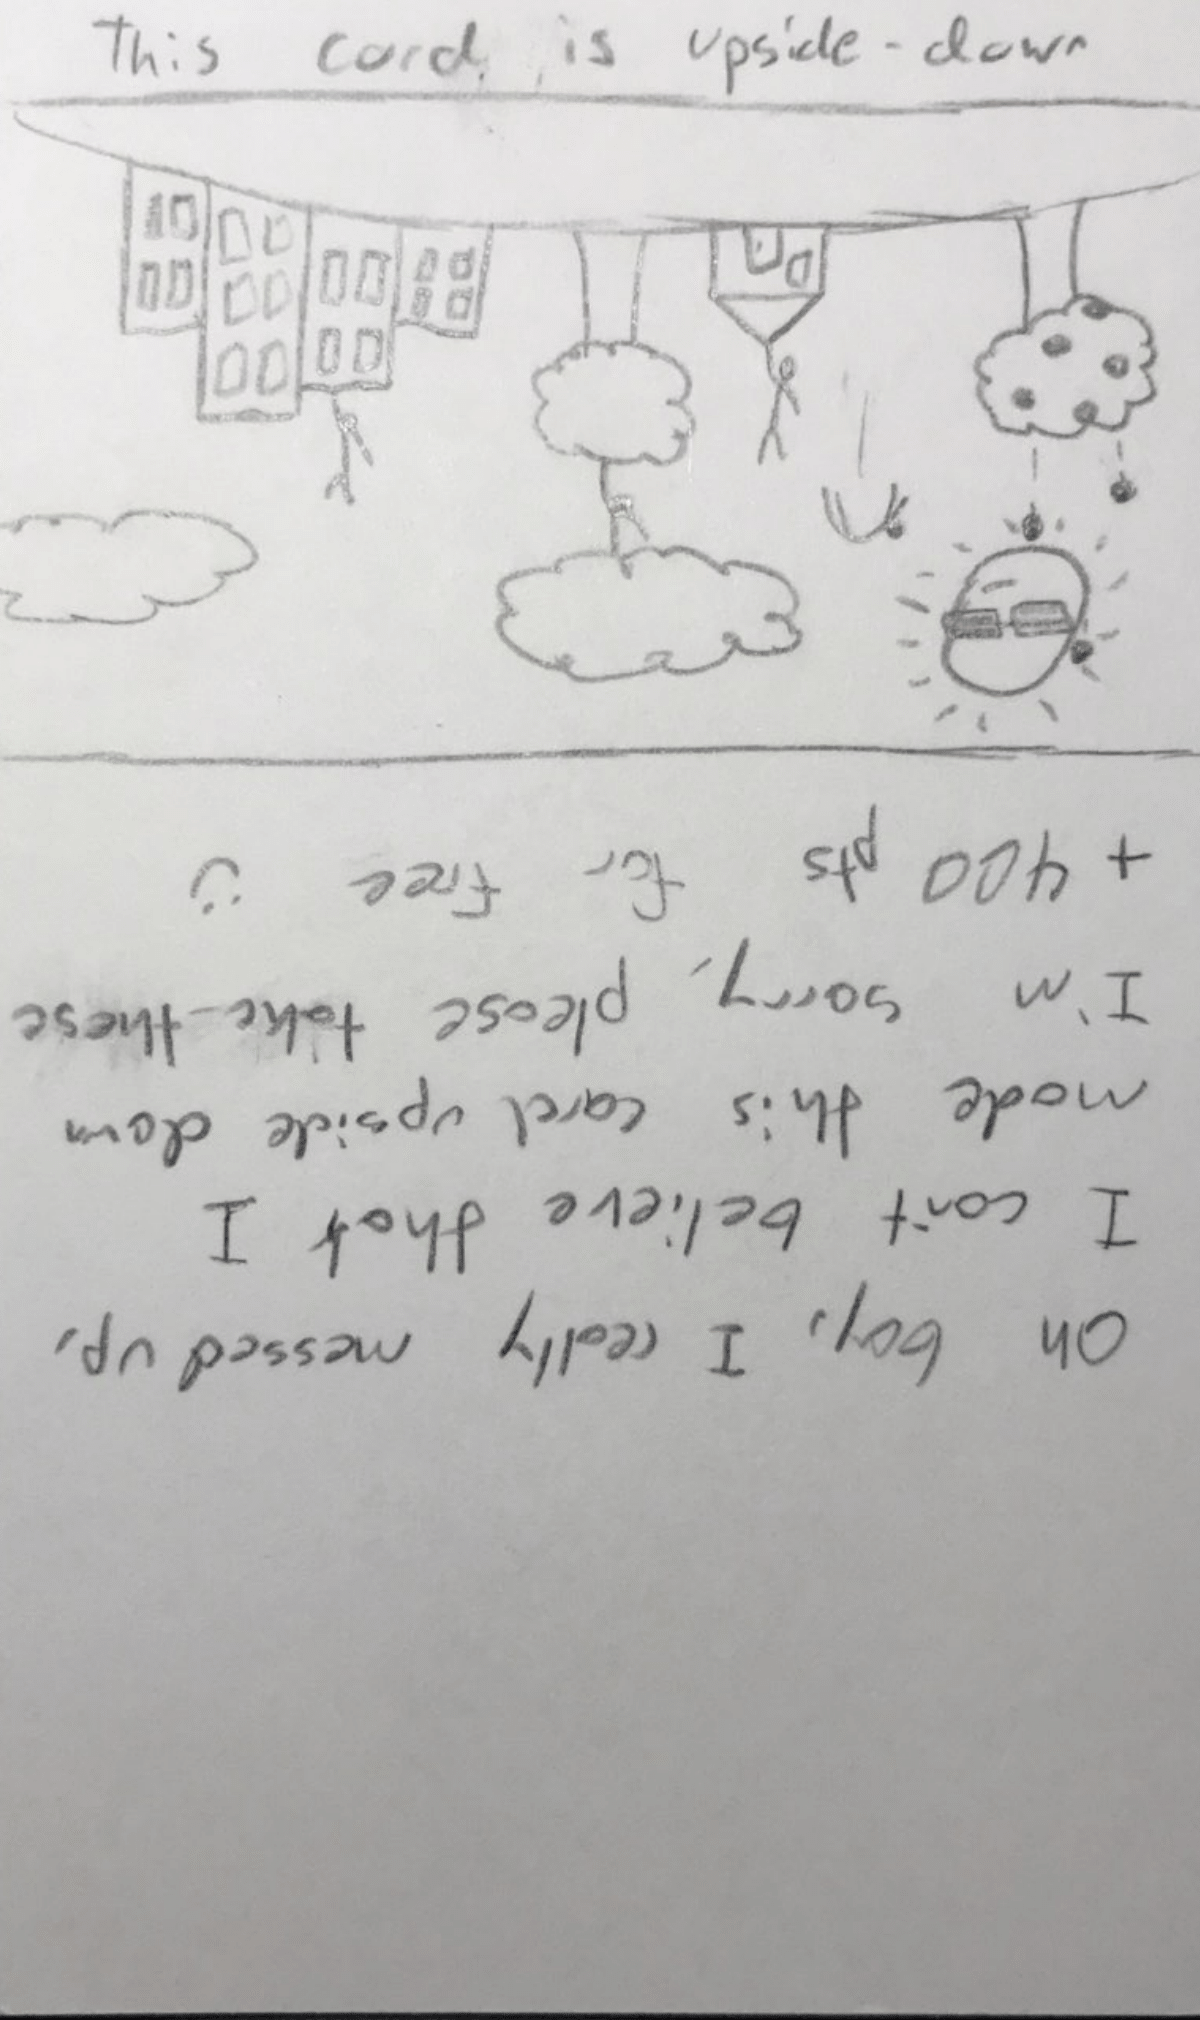 This card is upside-down
Oh boy, I really messed up,
I can't believe that I
made this card upside down
I'm sorry, please take these
+ 400 pts for free :)